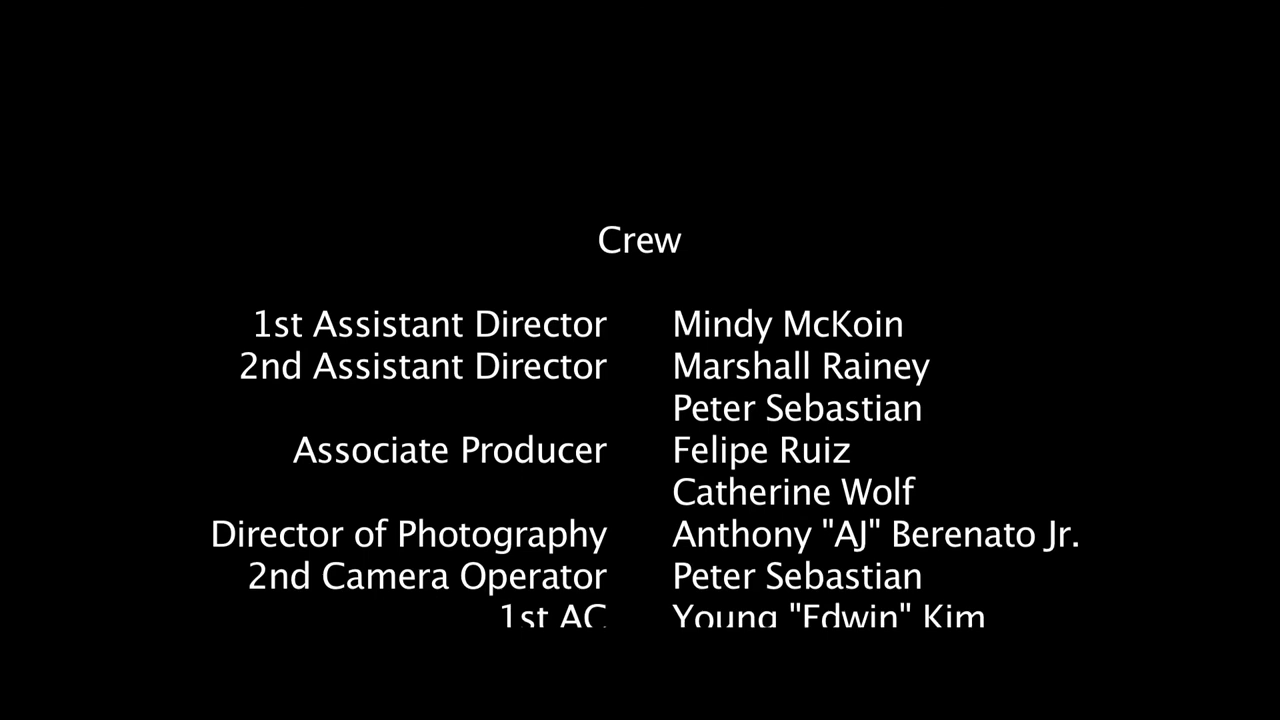 Crew
1st Assistant Director Mindy McKoin
2nd Assistant Director Marshall Rainey
Peter Sebastian
Associate Producer Felipe Ruiz
Catherine Wolf
Director of Photography Anthony "AJ" Berenato Jr.
2nd Camera Operator Peter Sebastian
1st AC Young "Edwin" Kim